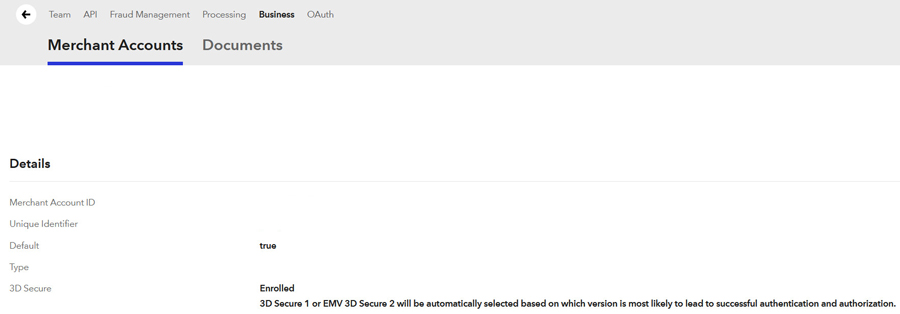 Team API Fraud Management Processing Business OAuth
Merchant Accounts Documents
Details
Merchant Account ID
Unique Identifier
Default true
Type
3D Secure Enrolled
3D Secure 1 or EMV 3D Secure 2 will be automatically selected based on which version is most likely to lead to successful authentication and authorization.